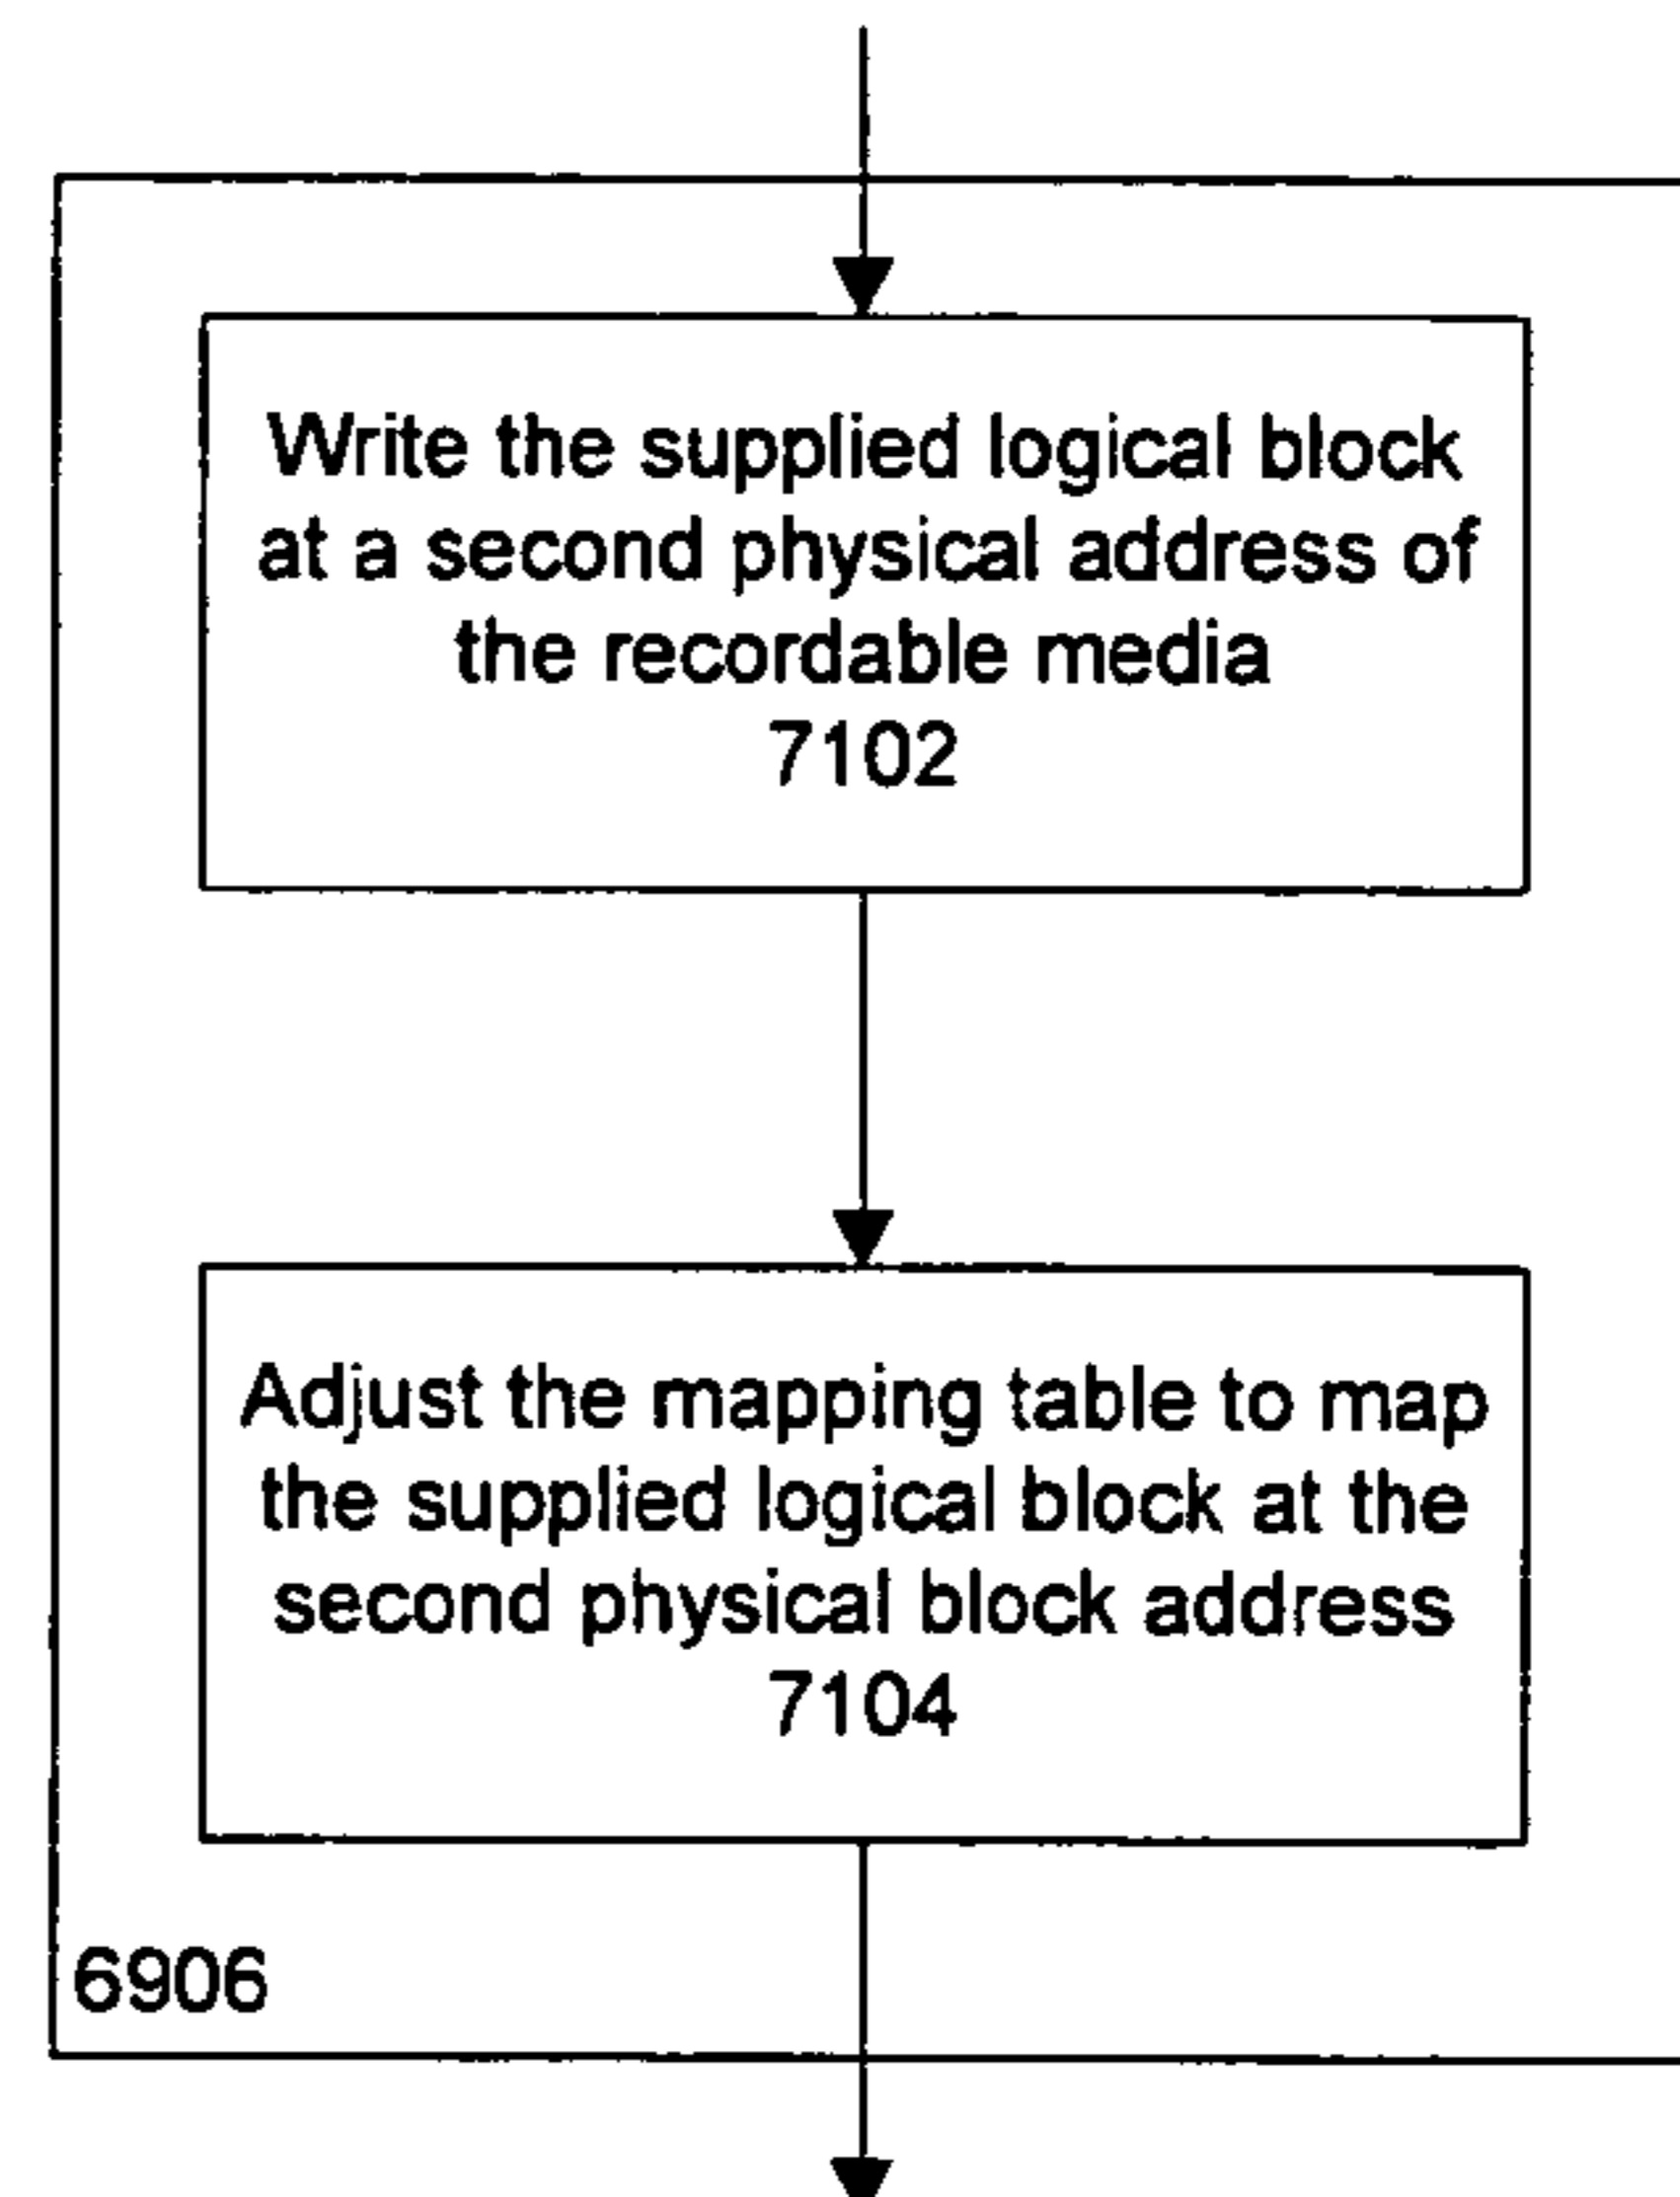 Write the supplied logical block
at a second physical address of
the recordable media
7102
Adjust the mapping table to map
the supplied logical block at the
second physical block address
7104
6906